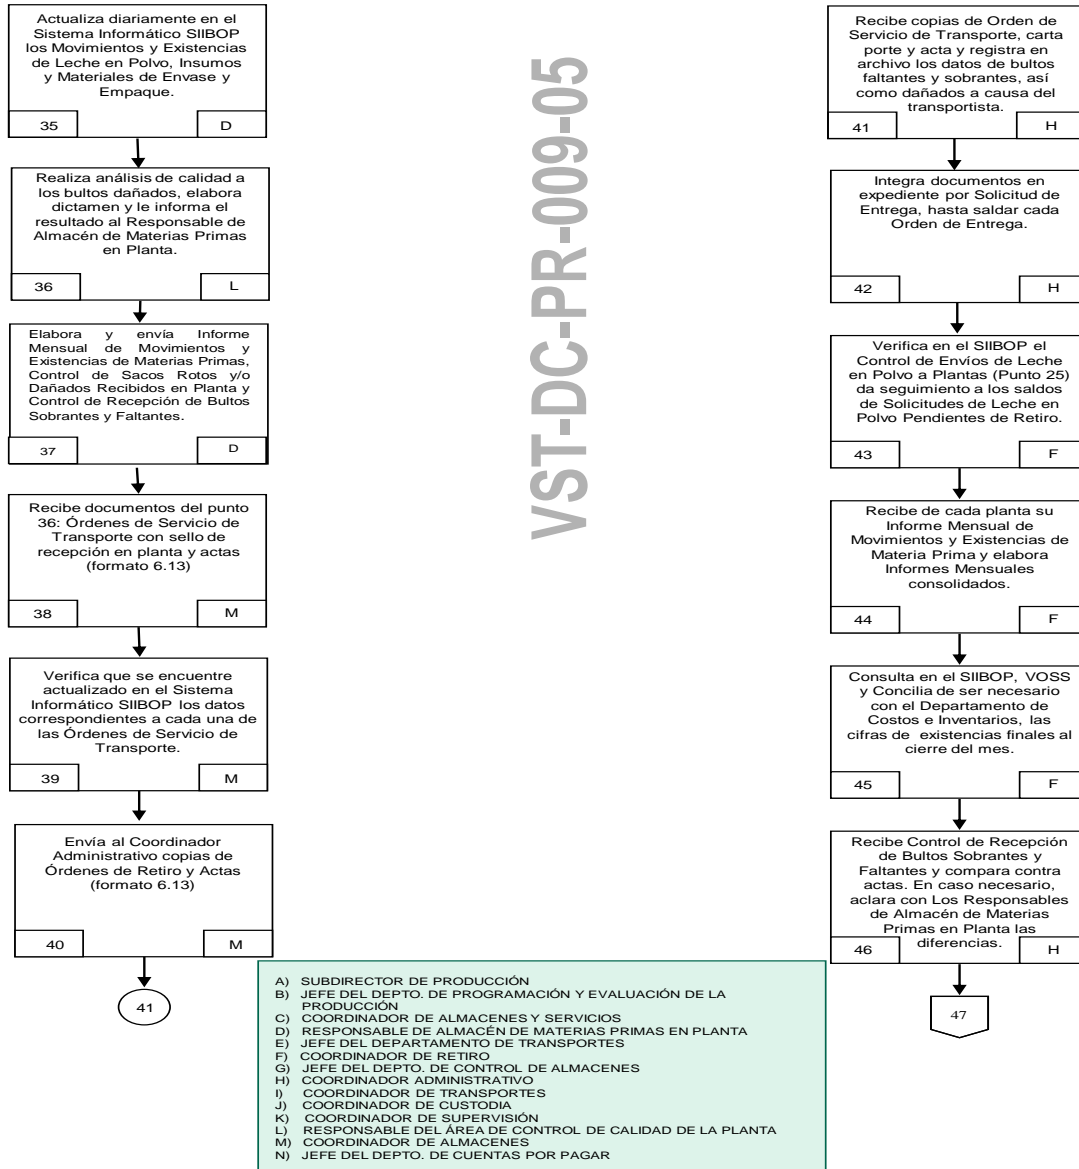 Actualiza diariamente en el
Sistema Informático SIIBOP
los Movimientos y Existencias
de Leche en Polvo, Insumos
y Materiales de Envase y
Empaque.
35
D
Realiza análisis de calidad a
los bultos dañados, elabora
dictamen y le informa el
resultado al Responsable de
Almacén de Materias Primas
en Planta.
36
L
Elabora y envía Informe
Mensual de Movimientos y
Existencias de Materias Primas,
Control de Sacos Rotos y/o
Dañados Recibidos en Planta y
Control de Recepción de Bultos
Sobrantes y Faltantes.
37
D
Recibe documentos del punto
36: Órdenes de Servicio de
Transporte con sello de
recepción en planta y actas
(formato 6.13)
38
M
Verifica que se encuentre
actualizado en el Sistema
Informático SIIBOP los datos
correspondientes a cada una de
las Órdenes de Servicio de
Transporte.
39
M
Envía al Coordinador
Administrativo copias de
Órdenes de Retiro y Actas
(formato 6.13)
40
M
41
VST-DC-PR-009-05
Recibe copias de Orden de
Servicio de Transporte, carta
porte y acta y registra en
archivo los datos de bultos
faltantes y sobrantes, así
como dañados a causa del
transportista.
41
H
Integra documentos en
expediente por Solicitud de
Entrega, hasta saldar cada
Orden de Entrega.
42
H
Verifica en el SIIBOP el
Control de Envíos de Leche
en Polvo a Plantas (Punto 25)
da seguimiento a los saldos
de Solicitudes de Leche en
Polvo Pendientes de Retiro.
43
F
Recibe de cada planta su
Informe Mensual de
Movimientos y Existencias de
Materia Prima y elabora
Informes Mensuales
consolidados.
44
F
Consulta en el SIIBOP, VOSS
y Concilia de ser necesario
con el Departamento de
Costos e Inventarios, las
cifras de existencias finales al
cierre del mes.
45
F
Recibe Control de Recepción
de Bultos Sobrantes y
Faltantes y compara contra
actas. En caso necesario,
aclara con Los Responsables
de Almacén de Materias
Primas en Planta las
diferencias.
46
H
47
A) SUBDIRECTOR DE PRODUCCIÓN
B) JEFE DEL DEPTO. DE PROGRAMACIÓN Y EVALUACIÓN DE LA
PRODUCCIÓN
C) COORDINADOR DE ALMACENES Y SERVICIOS
D) RESPONSABLE DE ALMACÉN DE MATERIAS PRIMAS EN PLANTA
E) JEFE DEL DEPARTAMENTO DE TRANSPORTES
F) COORDINADOR DE RETIRO
G) JEFE DEL DEPTO. DE CONTROL DE ALMACENES
H) COORDINADOR ADMINISTRATIVO
I) COORDINADOR DE TRANSPORTES
J) COORDINADOR DE CUSTODIA
K) COORDINADOR DE SUPERVISIÓN
L) RESPONSABLE DEL ÁREA DE CONTROL DE CALIDAD DE LA PLANTA
M) COORDINADOR DE ALMACENES
N) JEFE DEL DEPTO. DE CUENTAS POR PAGAR